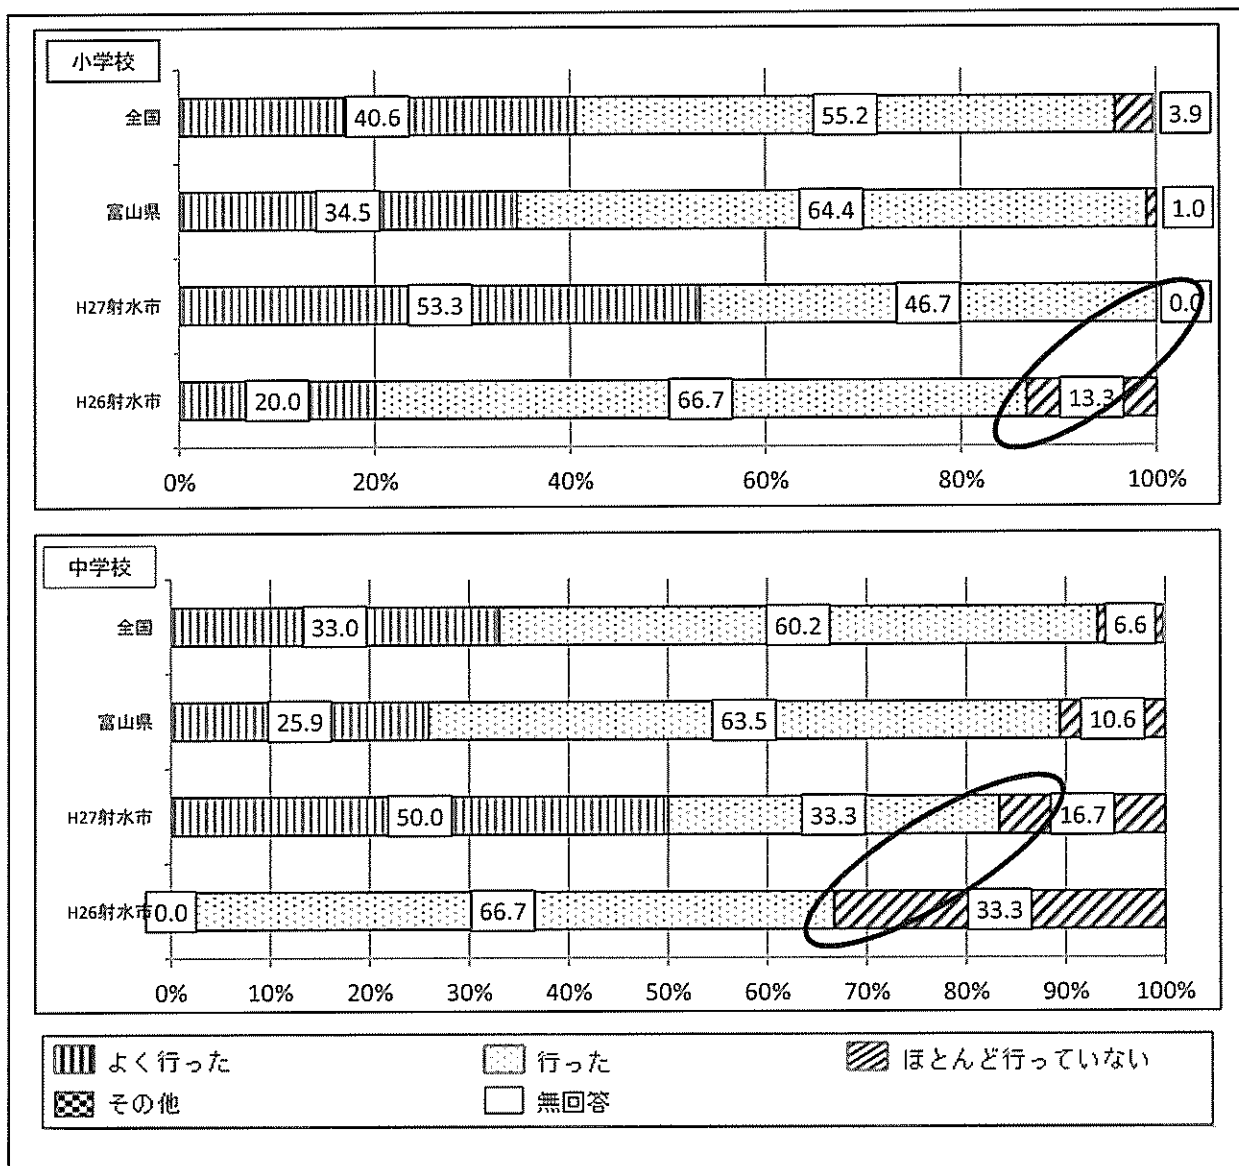 小学校
全国 40.6 55.2 3.9
富山県 34.5 64.4 1.0
H27射水市 53.3 46.7 0.0
H26射水市 20.0 66.7 13.3
0% 20% 40% 60% 80% 100%
中学校
全国 33.0 60.2 6.6
富山県 25.9 63.5 10.6
H27射水市 50.0 33.3 16.7
H26射水市 0.0 66.7 33.3
0% 10% 20% 30% 40% 50% 60% 70% 80% 90% 100%
よく行った 行った ほとんど行っていない
その他 無回答